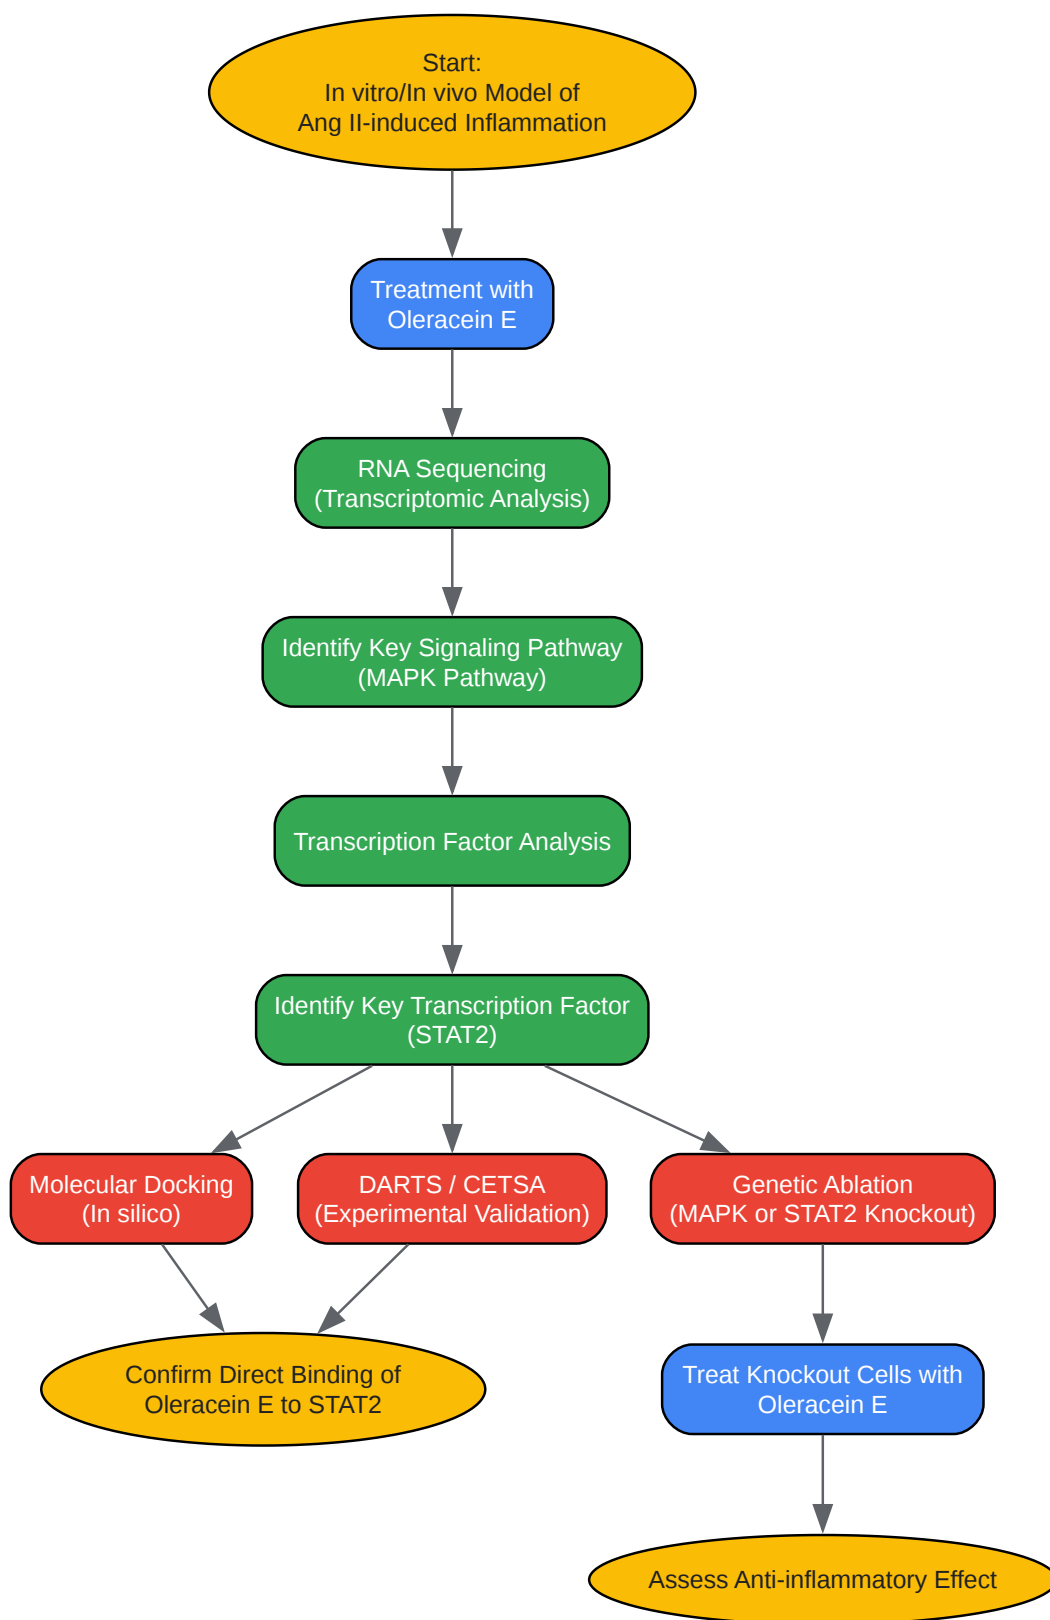 Start:
In vitro/In vivo Model of
Ang II-induced Inflammation
Treatment with
Oleracein E
RNA Sequencing
(Transcriptomic Analysis)
Identify Key Signaling Pathway
(MAPK Pathway)
Transcription Factor Analysis
Identify Key Transcription Factor
(STAT2)
Molecular Docking
(In silico)
DARTS / CETSA
(Experimental Validation)
Genetic Ablation
(MAPK or STAT2 Knockout)
Confirm Direct Binding of
Oleracein E to STAT2
Treat Knockout Cells with
Oleracein E
Assess Anti-inflammatory Effect